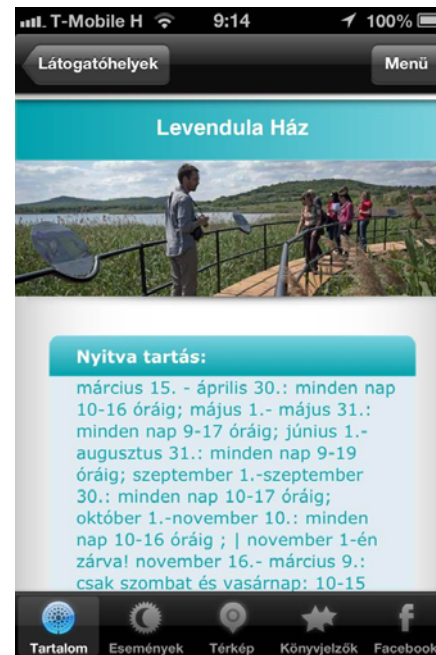 T-Mobile H 9:14 100%
Látogatóhelyek Menü
Levendula Ház
Nyitva tartás:
március 15. - április 30.: minden nap
10-16 óráig; május 1.- május 31.:
minden nap 9-17 óráig; június 1.-
augusztus 31.: minden nap 9-19
óráig; szeptember 1.-szeptember
30.: minden nap 10-17 óráig;
október 1.-november 10.: minden
nap 10-16 óráig ; | november 1-én
zárva! november 16.- március 9.:
csak szombat és vasárnap: 10-15
Tartalom Események Térkép Könyvjelzők Facebook